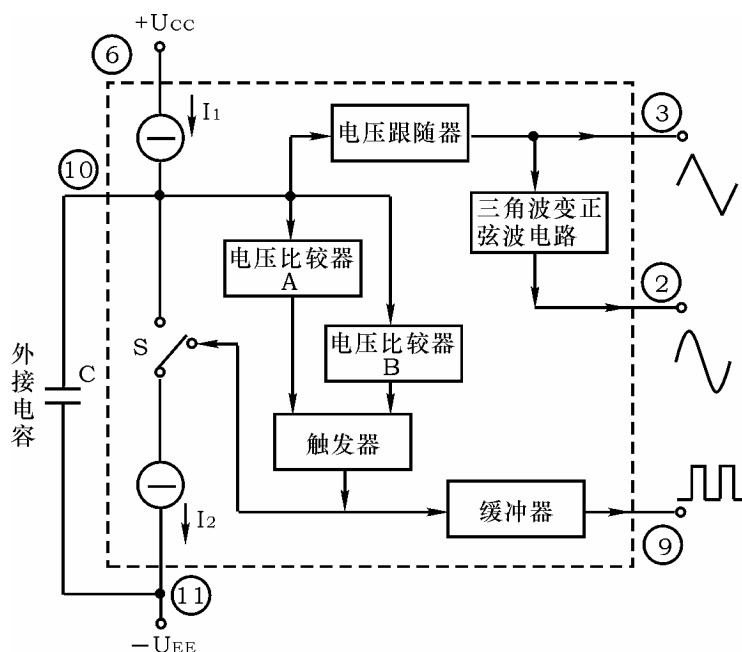 +UCC
⑥
I1
电压跟随器
③
⑩
三角波变正
弦波电路
电压比较器
A
②
电压比较器
B
S
外接电容
C
触发器
I2
缓冲器
⑨
⑪
-UEE